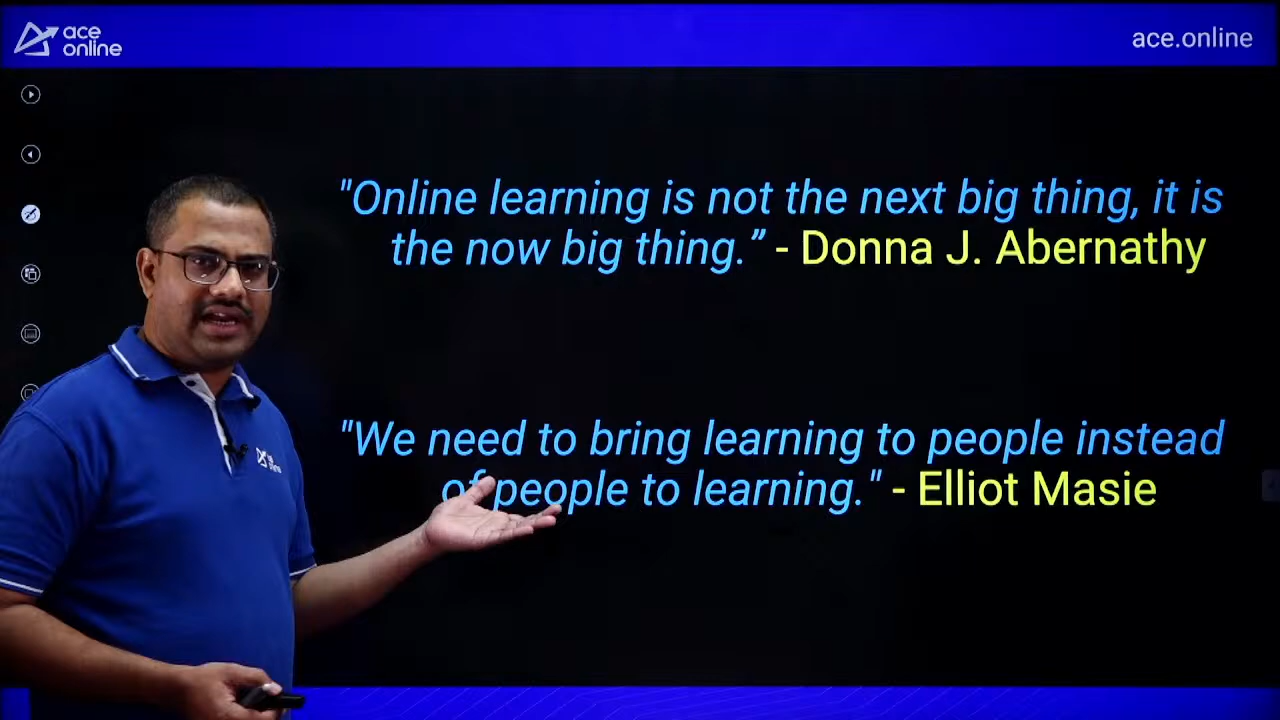 ace
online
ace.online
"Online learning is not the next big thing, it is
the now big thing.” - Donna J. Abernathy
"We need to bring learning to people instead
of people to learning." - Elliot Masie